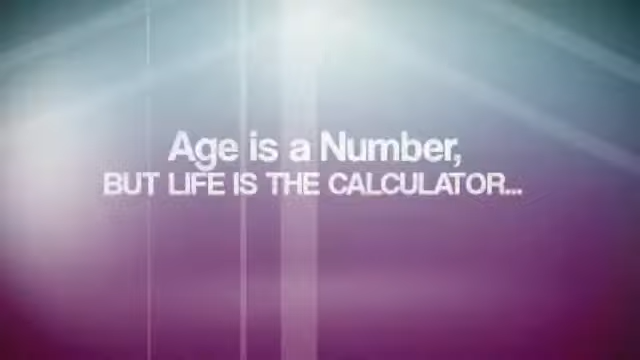 Age is a Number,
BUT LIFE IS THE CALCULATOR...